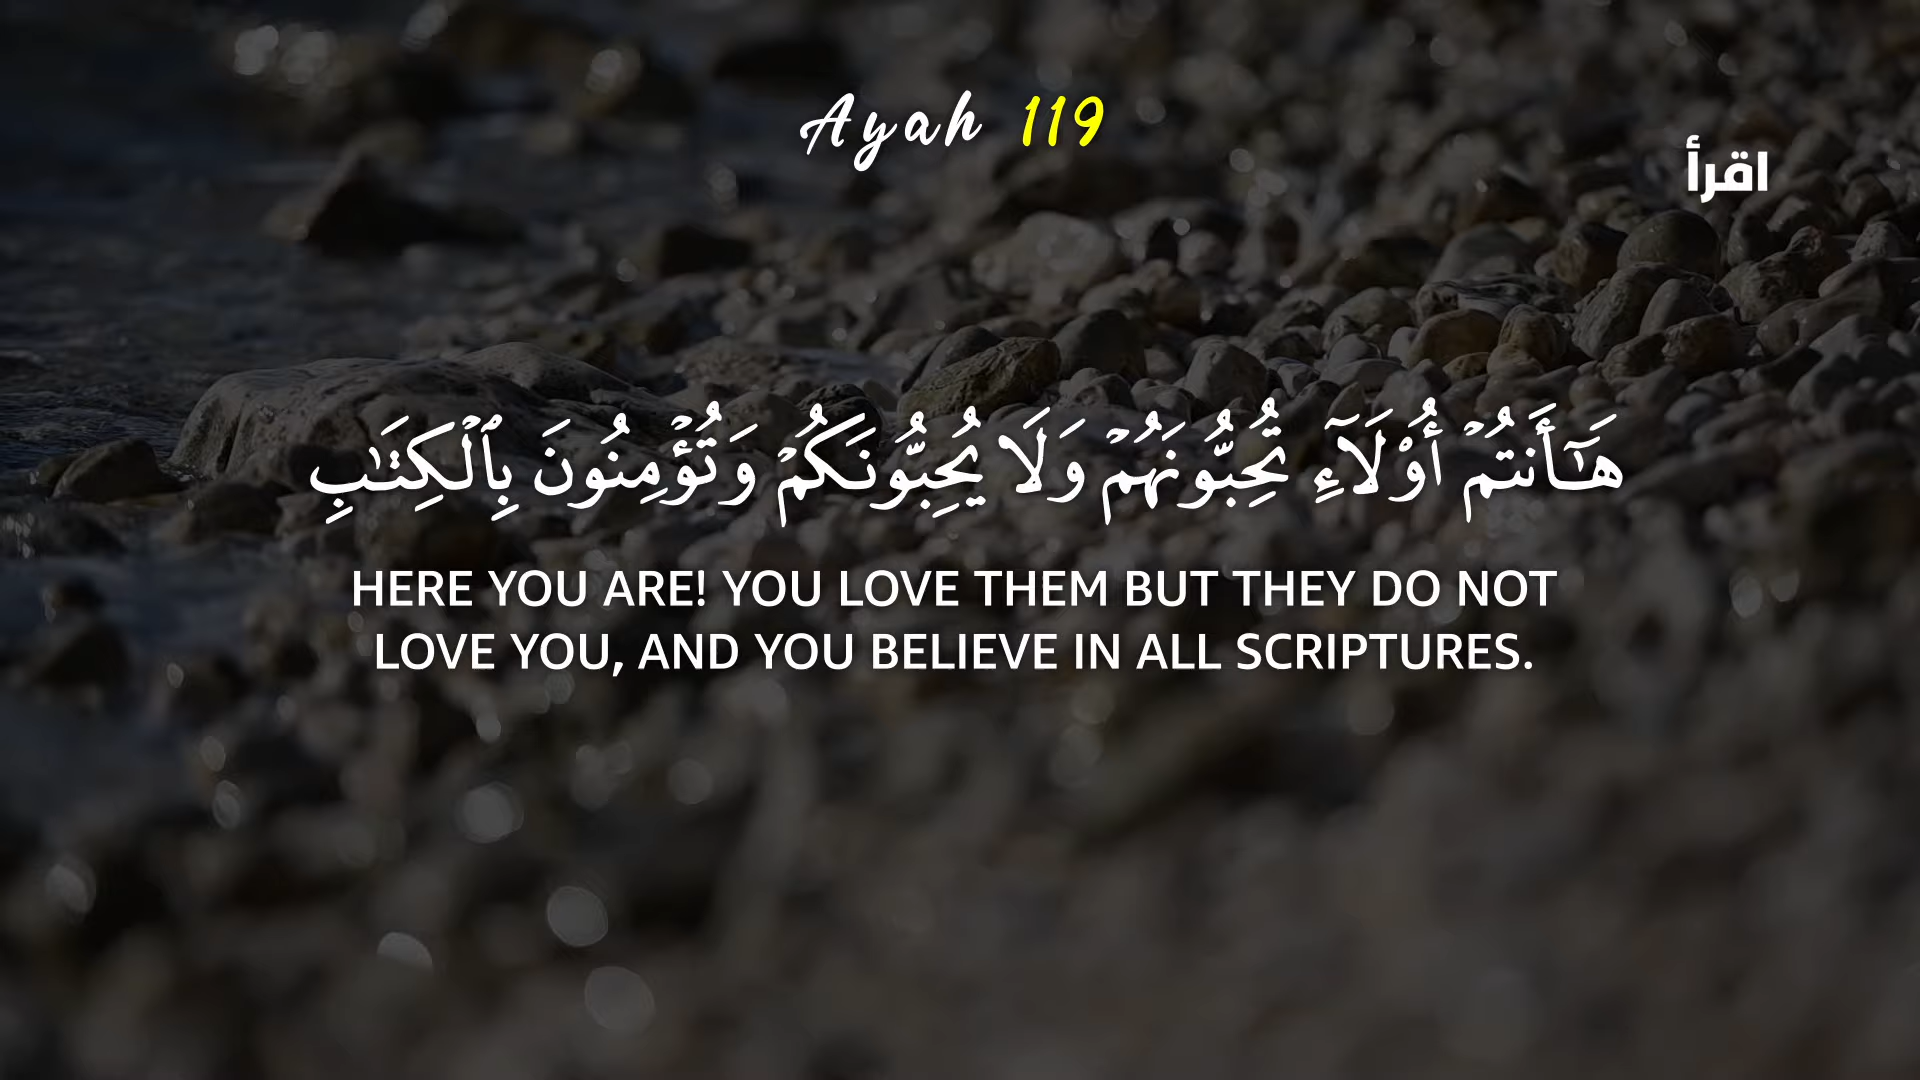 Ayah 119
اقرأ
هَـٰٓأَنتُمْ أُو۟لَآءِ تُحِبُّونَهُمْ وَلَا يُحِبُّونَكُمْ وَتُؤْمِنُونَ بِٱلْكِتَـٰبِ
HERE YOU ARE! YOU LOVE THEM BUT THEY DO NOT
LOVE YOU, AND YOU BELIEVE IN ALL SCRIPTURES.